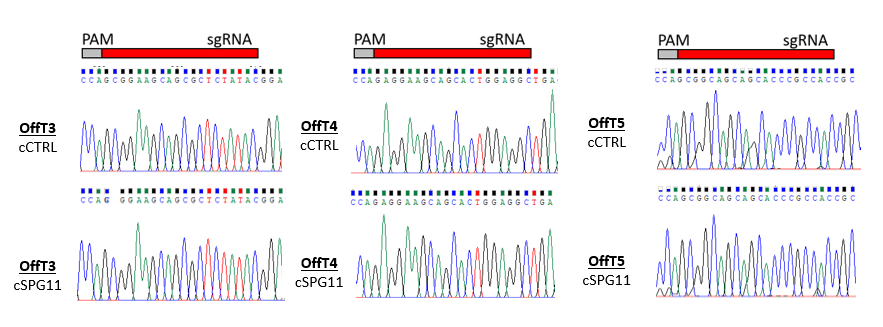 PAM sgRNA
CCAGCGGAAGCAGCGCTCTATACGGA
OffT3
cCTRL
CCAG GGAAGCAGCGCTCTATACGGA
OffT3
cSPG11
PAM sgRNA
CCAGAGGAAGCAGCACTGGAGGCTGA
OffT4
cCTRL
CCAGAGGAAGCAGCACTGGAGGCTGA
OffT4
cSPG11
PAM sgRNA
CCAGCGGCAGCAGCACCCGCCACCGC
OffT5
cCTRL
CCAGCGGCAGCAGCACCCGCCACCGC
OffT5
cSPG11